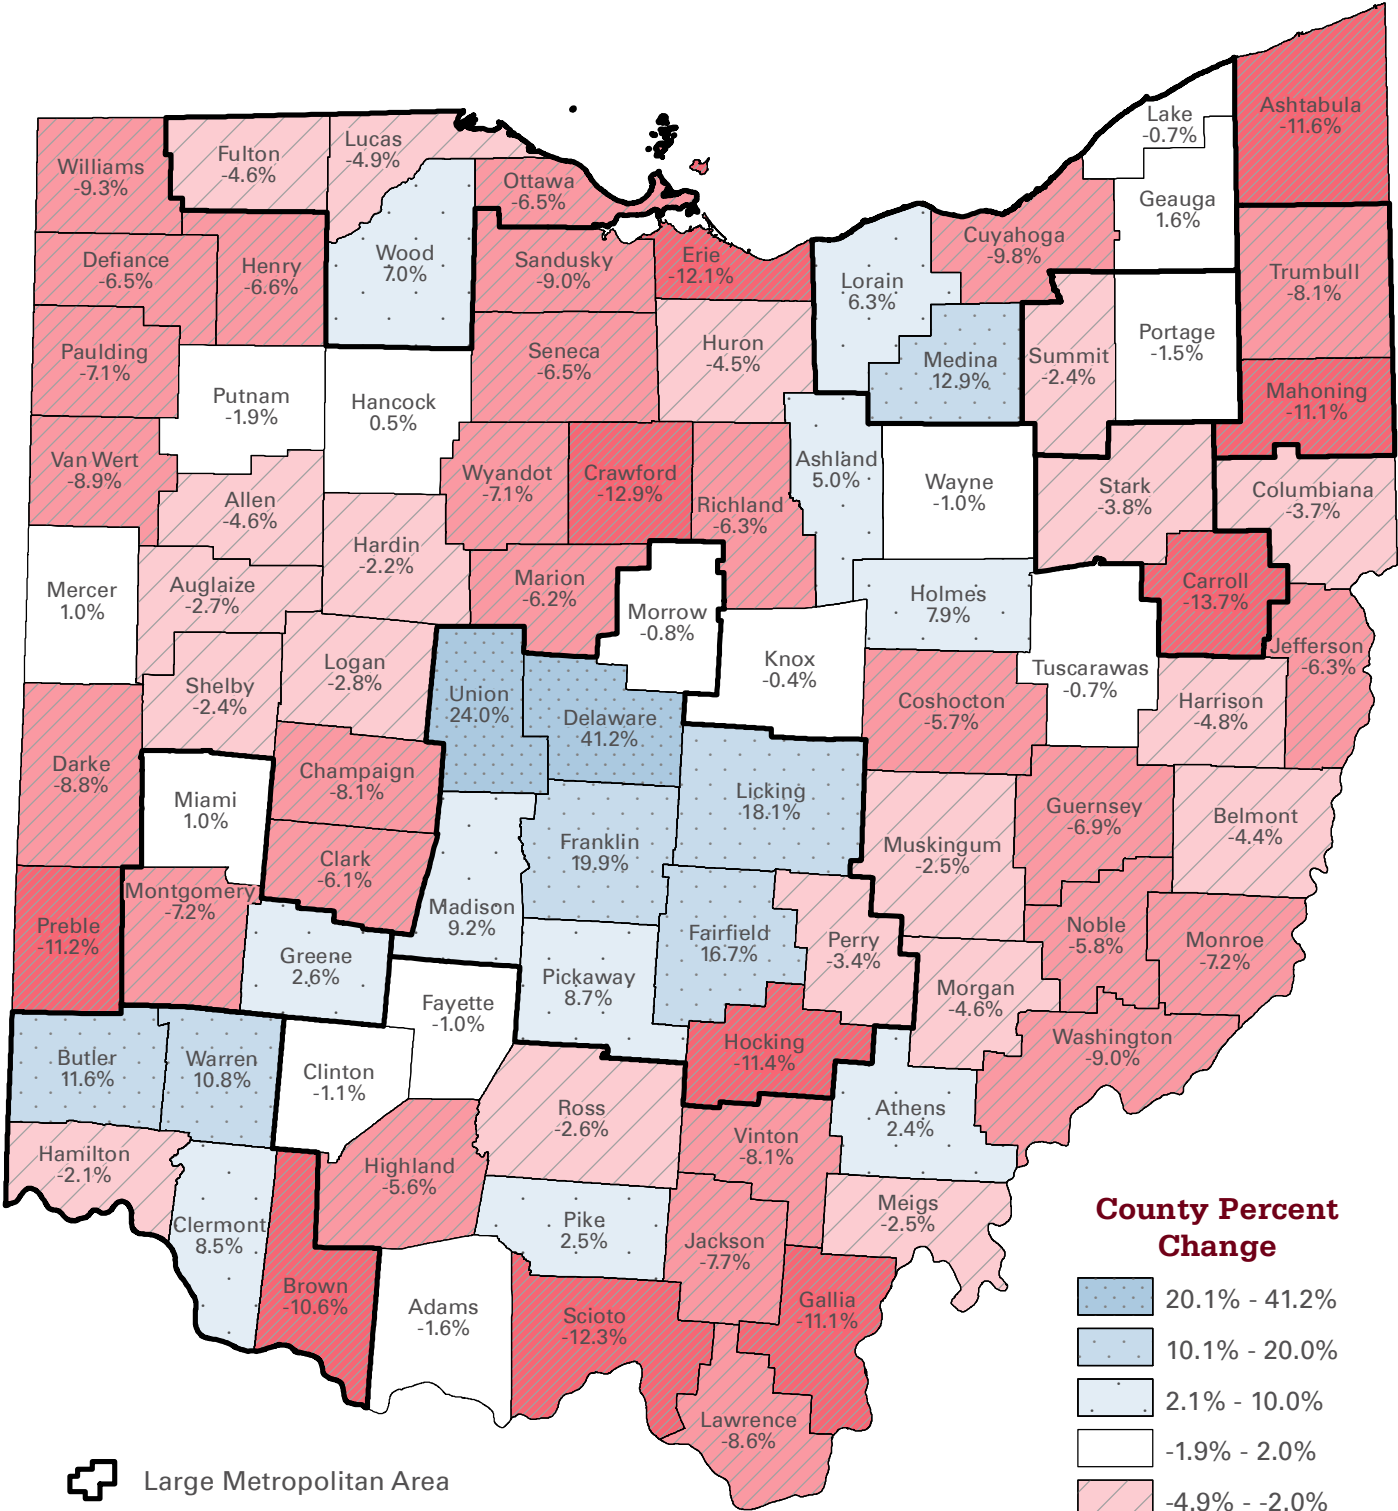 Lake
-0.7%
Ashtabula
-11.6%
Williams
-9.3%
Fulton
-4.6%
Lucas
-4.9%
Ottawa
-6.5%
Geauga
1.6%
Cuyahoga
-9.8%
Defiance
-6.5%
Henry
-6.6%
Wood
7.0%
Sandusky
-9.0%
Erie
-12.1%
Lorain
6.3%
Trumbull
-8.1%
Paulding
-7.1%
Seneca
-6.5%
Huron
-4.5%
Medina
12.9%
Summit
-2.4%
Portage
-1.5%
Putnam
-1.9%
Hancock
0.5%
Mahoning
-11.1%
Van Wert
-8.9%
Allen
-4.6%
Wyandot
-7.1%
Crawford
-12.9%
Richland
-6.3%
Ashland
5.0%
Wayne
-1.0%
Stark
-3.8%
Columbiana
-3.7%
Mercer
1.0%
Auglaize
-2.7%
Hardin
-2.2%
Marion
-6.2%
Morrow
-0.8%
Holmes
7.9%
Carroll
-13.7%
Jefferson
-6.3%
Shelby
-2.4%
Logan
-2.8%
Union
24.0%
Delaware
41.2%
Knox
-0.4%
Coshocton
-5.7%
Tuscarawas
-0.7%
Harrison
-4.8%
Darke
-8.8%
Miami
1.0%
Champaign
-8.1%
Licking
18.1%
Guernsey
-6.9%
Belmont
-4.4%
Clark
-6.1%
Franklin
19.9%
Muskingum
-2.5%
Montgomery
-7.2%
Preble
-11.2%
Greene
2.6%
Madison
9.2%
Fairfield
16.7%
Perry
-3.4%
Noble
-5.8%
Monroe
-7.2%
Pickaway
8.7%
Fayette
-1.0%
Morgan
-4.6%
Washington
-9.0%
Butler
11.6%
Warren
10.8%
Clinton
-1.1%
Hocking
-11.4%
Ross
-2.6%
Athens
2.4%
Vinton
-8.1%
Hamilton
-2.1%
Highland
-5.6%
Clermont
8.5%
Pike
2.5%
Jackson
-7.7%
Meigs
-2.5%
Brown
-10.6%
Adams
-1.6%
Scioto
-12.3%
Gallia
-11.1%
Lawrence
-8.6%
County Percent
Change
20.1% - 41.2%
10.1% - 20.0%
2.1% - 10.0%
-1.9% - 2.0%
-4.9% - -2.0%
Large Metropolitan Area